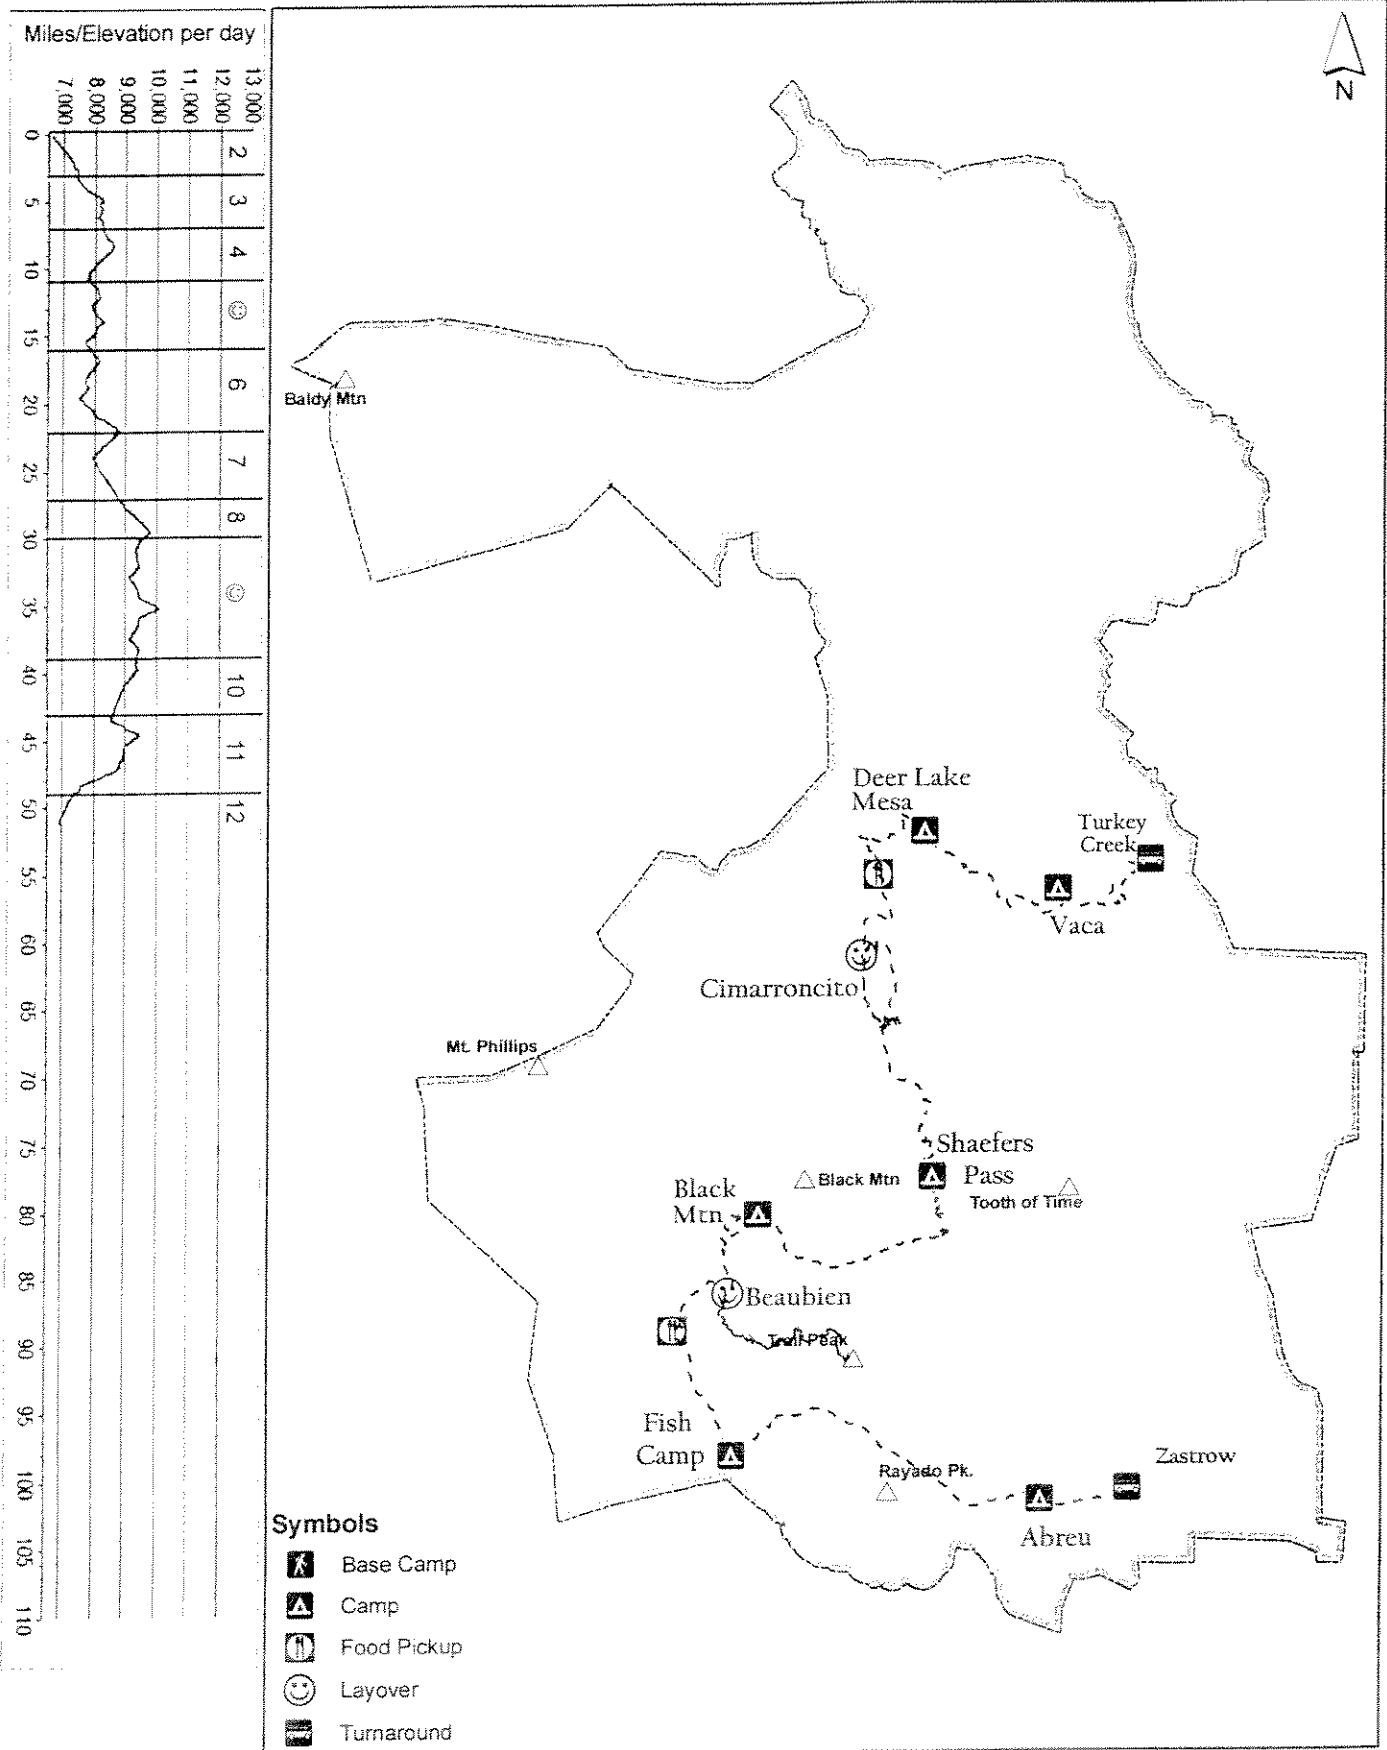 Miles/Elevation per day
13,000
12,000
11,000
10,000
9,000
8,000
7,000
0
5
10
15
20
25
30
35
40
45
50
55
60
65
70
75
80
85
90
95
100
105
110
2
3
4
6
7
8
10
11
12
N
Baldy Mtn
Deer Lake
Mesa
Turkey
Creek
Vaca
Cimarroncito
Mt. Phillips
Shaefers
Pass
Black Mtn
Tooth of Time
Black
Mtn
Beaubien
Trail Peak
Fish
Camp
Rayado Pk.
Zastrow
Abreu
Symbols
Base Camp
Camp
Food Pickup
Layover
Turnaround